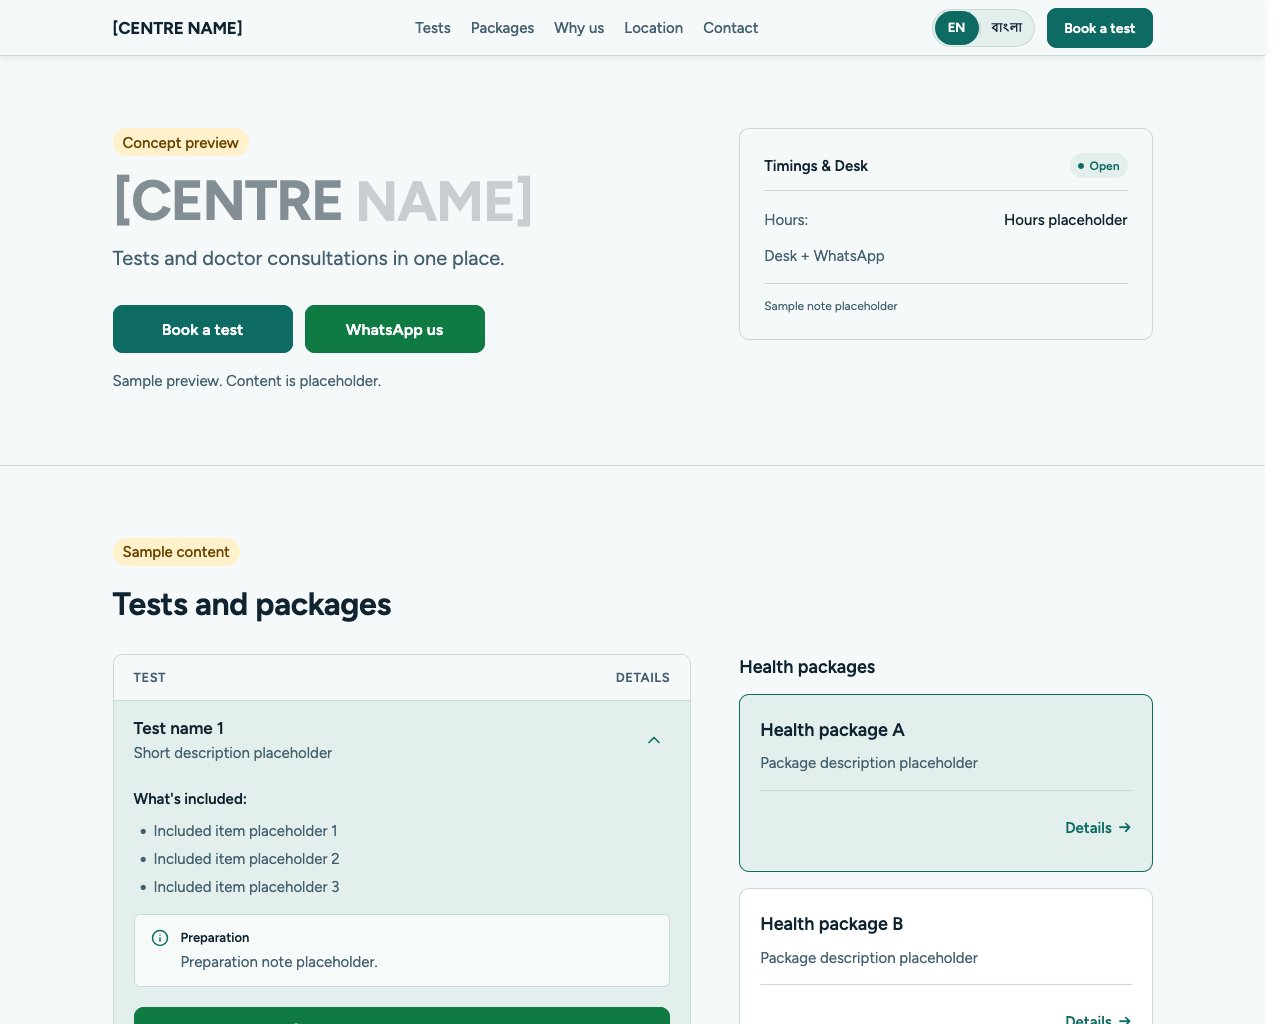 [CENTRE NAME]
Tests Packages Why us Location Contact
EN বাংলা
Book a test
Concept preview
[CENTRE NAME]
Tests and doctor consultations in one place.
Book a test WhatsApp us
Sample preview. Content is placeholder.
Timings & Desk Open
Hours: Hours placeholder
Desk + WhatsApp
Sample note placeholder
Sample content
Tests and packages
TEST DETAILS
Test name 1
Short description placeholder
What's included:
• Included item placeholder 1
• Included item placeholder 2
• Included item placeholder 3
Preparation
Preparation note placeholder.
Health packages
Health package A
Package description placeholder
Details →
Health package B
Package description placeholder
Details →